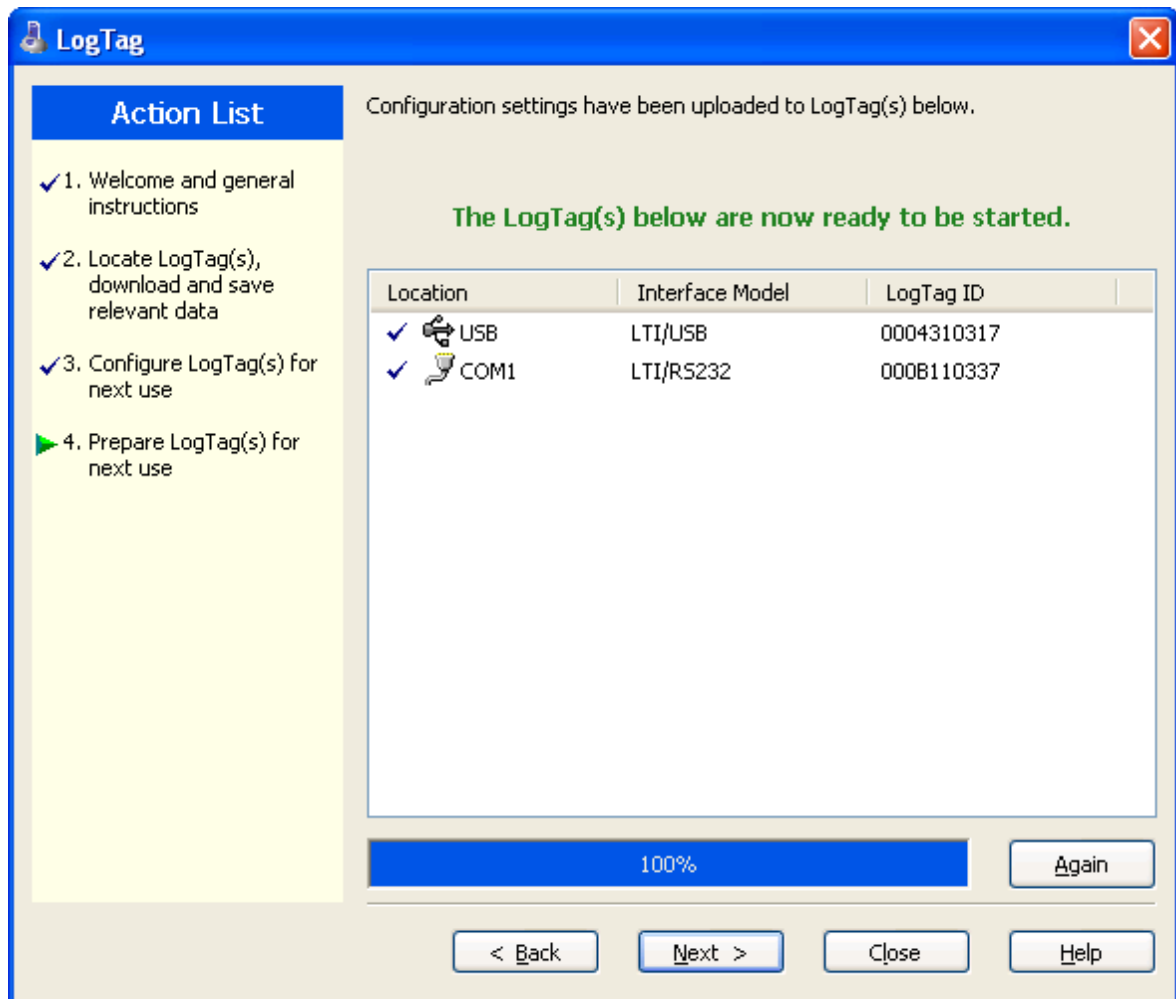 LogTag
Action List
1. Welcome and general
instructions
2. Locate LogTag(s),
download and save
relevant data
3. Configure LogTag(s) for
next use
4. Prepare LogTag(s) for
next use
Configuration settings have been uploaded to LogTag(s) below.
The LogTag(s) below are now ready to be started.
Location Interface Model LogTag ID
USB LTI/USB 0004310317
COM1 LTI/RS232 000B110337
100%
Again
< Back Next > Close Help